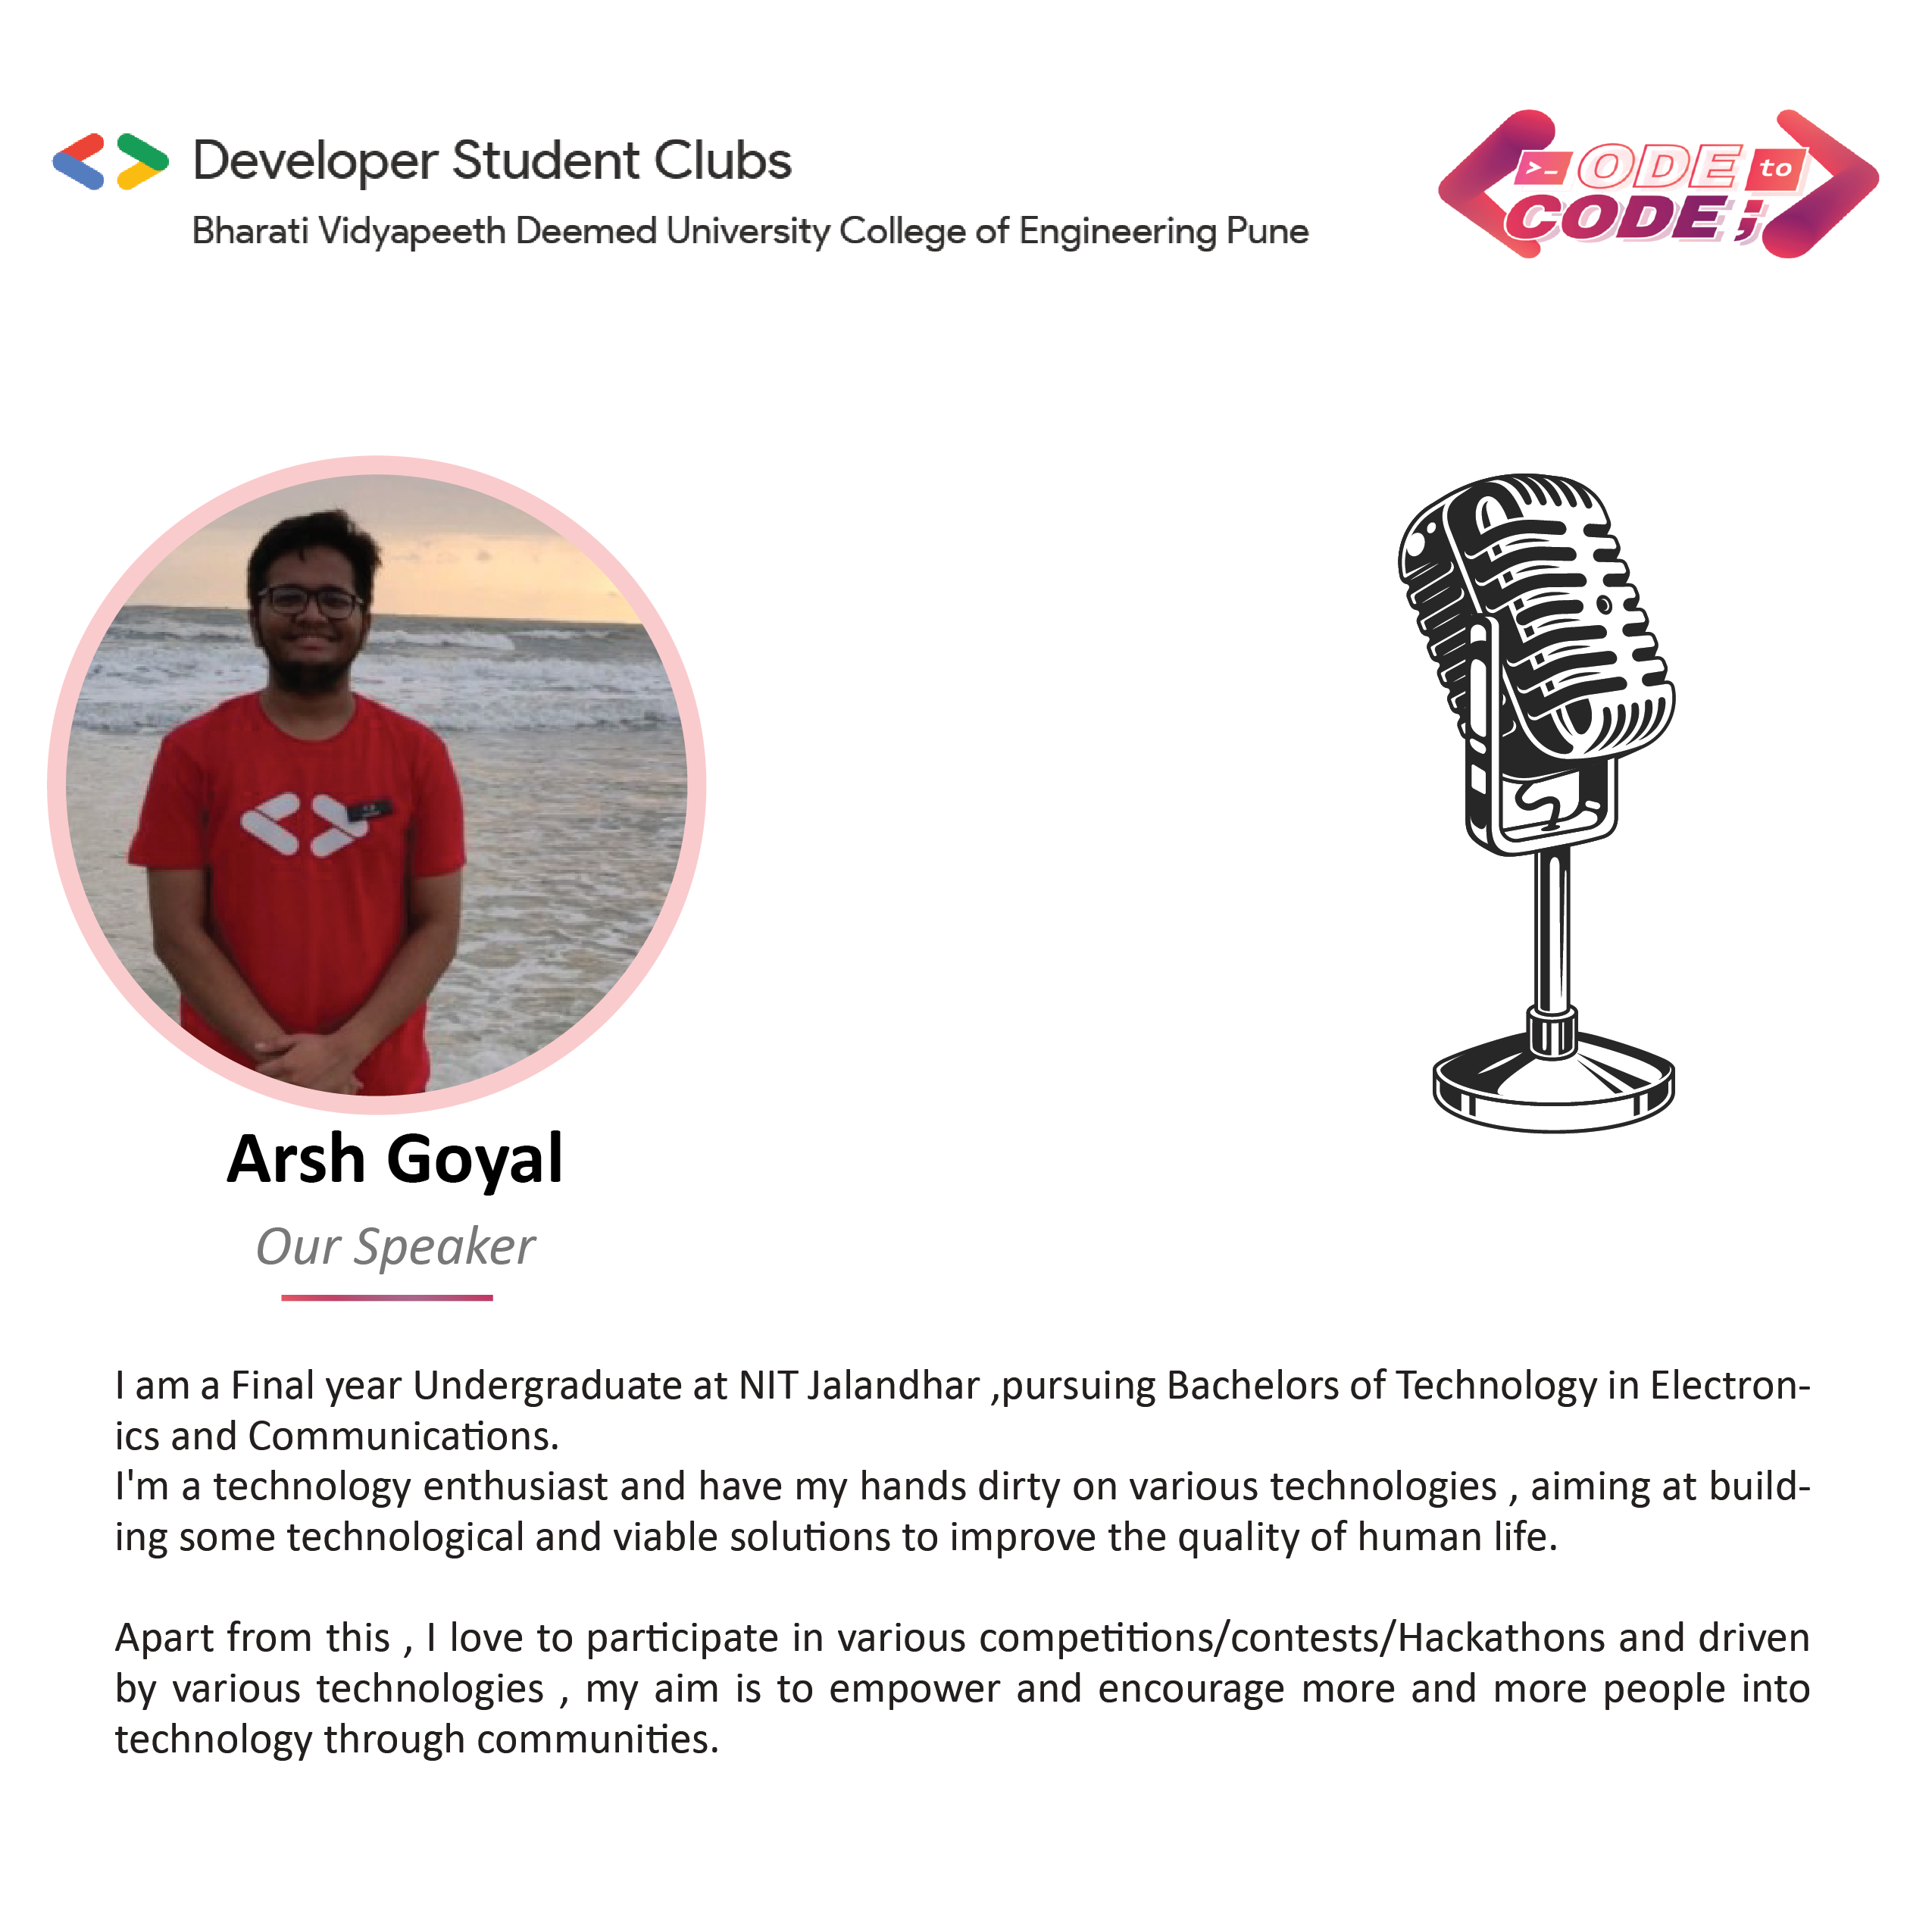 Developer Student Clubs
Bharati Vidyapeeth Deemed University College of Engineering Pune
>_ ODE to
CODE ;
Arsh Goyal
Our Speaker
I am a Final year Undergraduate at NIT Jalandhar ,pursuing Bachelors of Technology in Electron-
ics and Communications.
I'm a technology enthusiast and have my hands dirty on various technologies , aiming at build-
ing some technological and viable solutions to improve the quality of human life.
Apart from this , I love to participate in various competitions/contests/Hackathons and driven
by various technologies , my aim is to empower and encourage more and more people into
technology through communities.